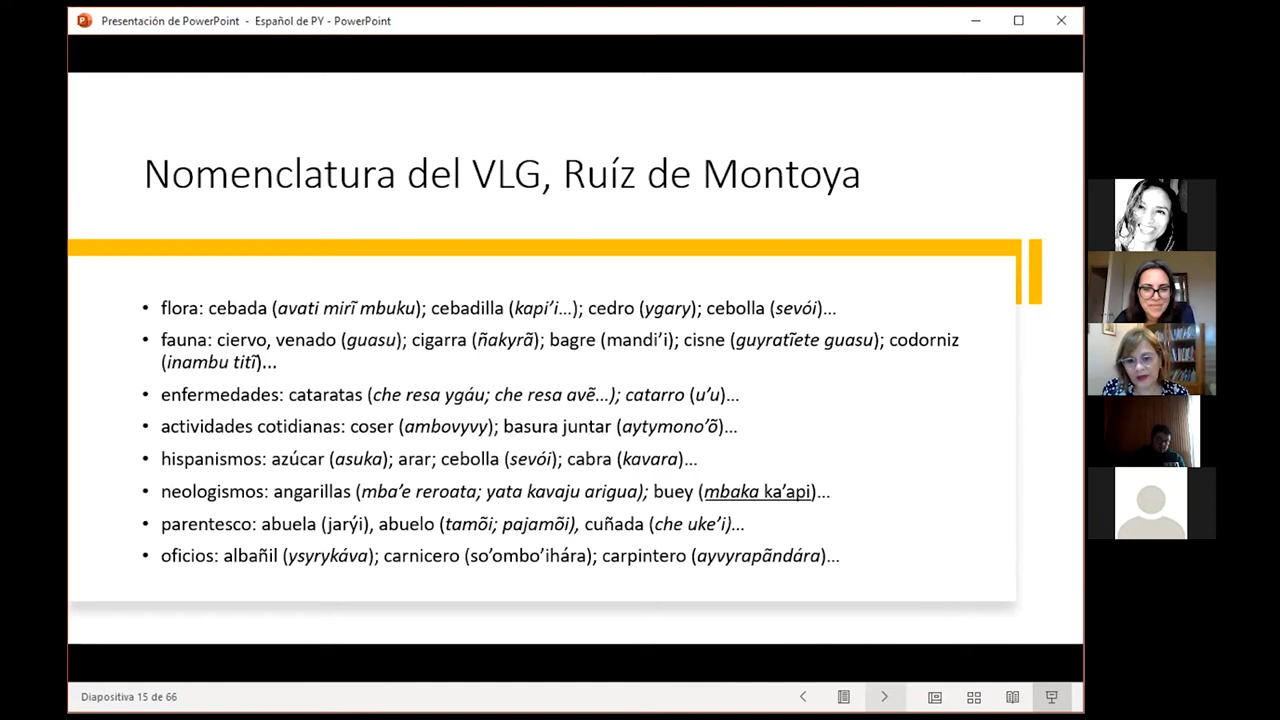 Presentación de PowerPoint - Español de PY - PowerPoint
Nomenclatura del VLG, Ruíz de Montoya
• flora: cebada (avati mirĩ mbuku); cebadilla (kapi’i...); cedro (ygary); cebolla (sevói)...
• fauna: ciervo, venado (guasu); cigarra (ñakyrã); bagre (mandi’i); cisne (guyratĩete guasu); codorniz
(inambu titĩ)...
• enfermedades: cataratas (che resa ygáu; che resa avẽ...); catarro (u’u)...
• actividades cotidianas: coser (ambovyvy); basura juntar (aytymono’õ)...
• hispanismos: azúcar (asuka); arar; cebolla (sevói); cabra (kavara)...
• neologismos: angarillas (mba’e reroata; yata kavaju arigua); buey (mbaka ka’api)...
• parentesco: abuela (jarýi), abuelo (tamõi; pajamõi), cuñada (che uke’i)...
• oficios: albañil (ysyrykáva); carnicero (so’ombo’ihára); carpintero (ayvyrapãndára)...
Diapositiva 15 de 66